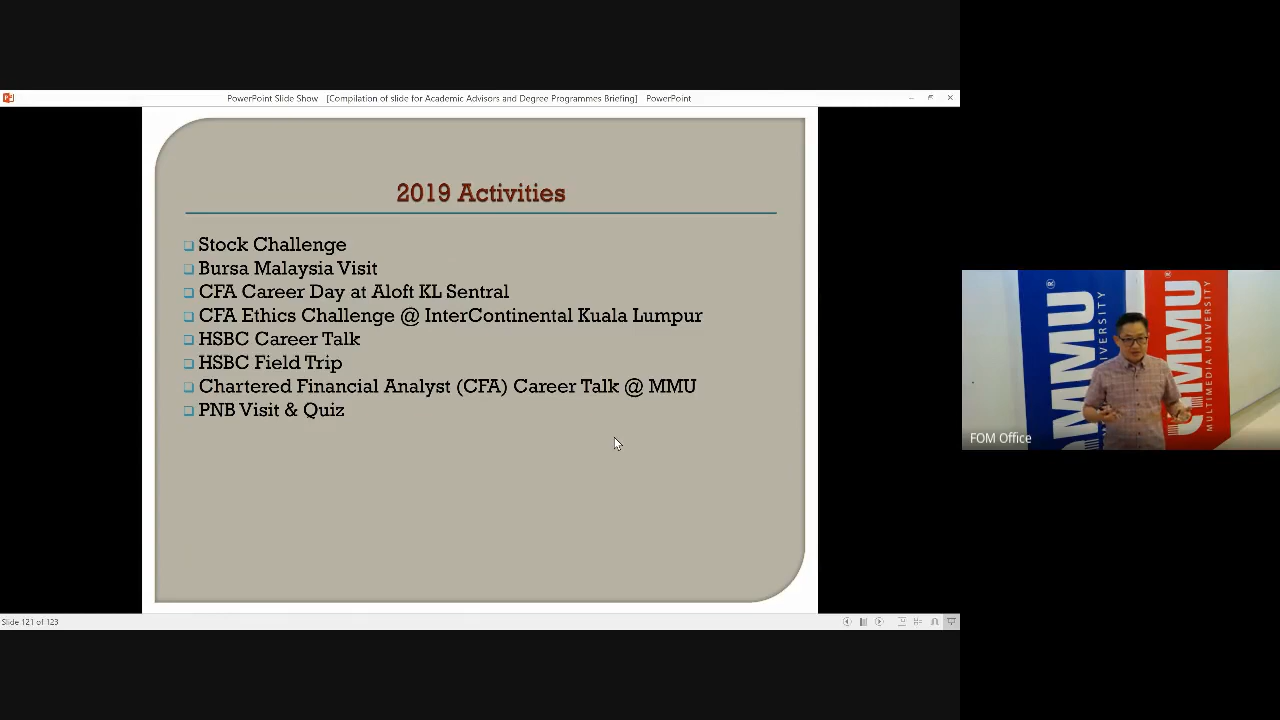 PowerPoint Slide Show [Compilation of slide for Academic Advisors and Degree Programmes Briefing] PowerPoint
2019 Activities
Stock Challenge
Bursa Malaysia Visit
CFA Career Day at Aloft KL Sentral
CFA Ethics Challenge @ InterContinental Kuala Lumpur
HSBC Career Talk
HSBC Field Trip
Chartered Financial Analyst (CFA) Career Talk @ MMU
PNB Visit & Quiz
Slide 121 of 123
MMU®
MMU®
MULTIMEDIA UNIVERSITY
FOM Office